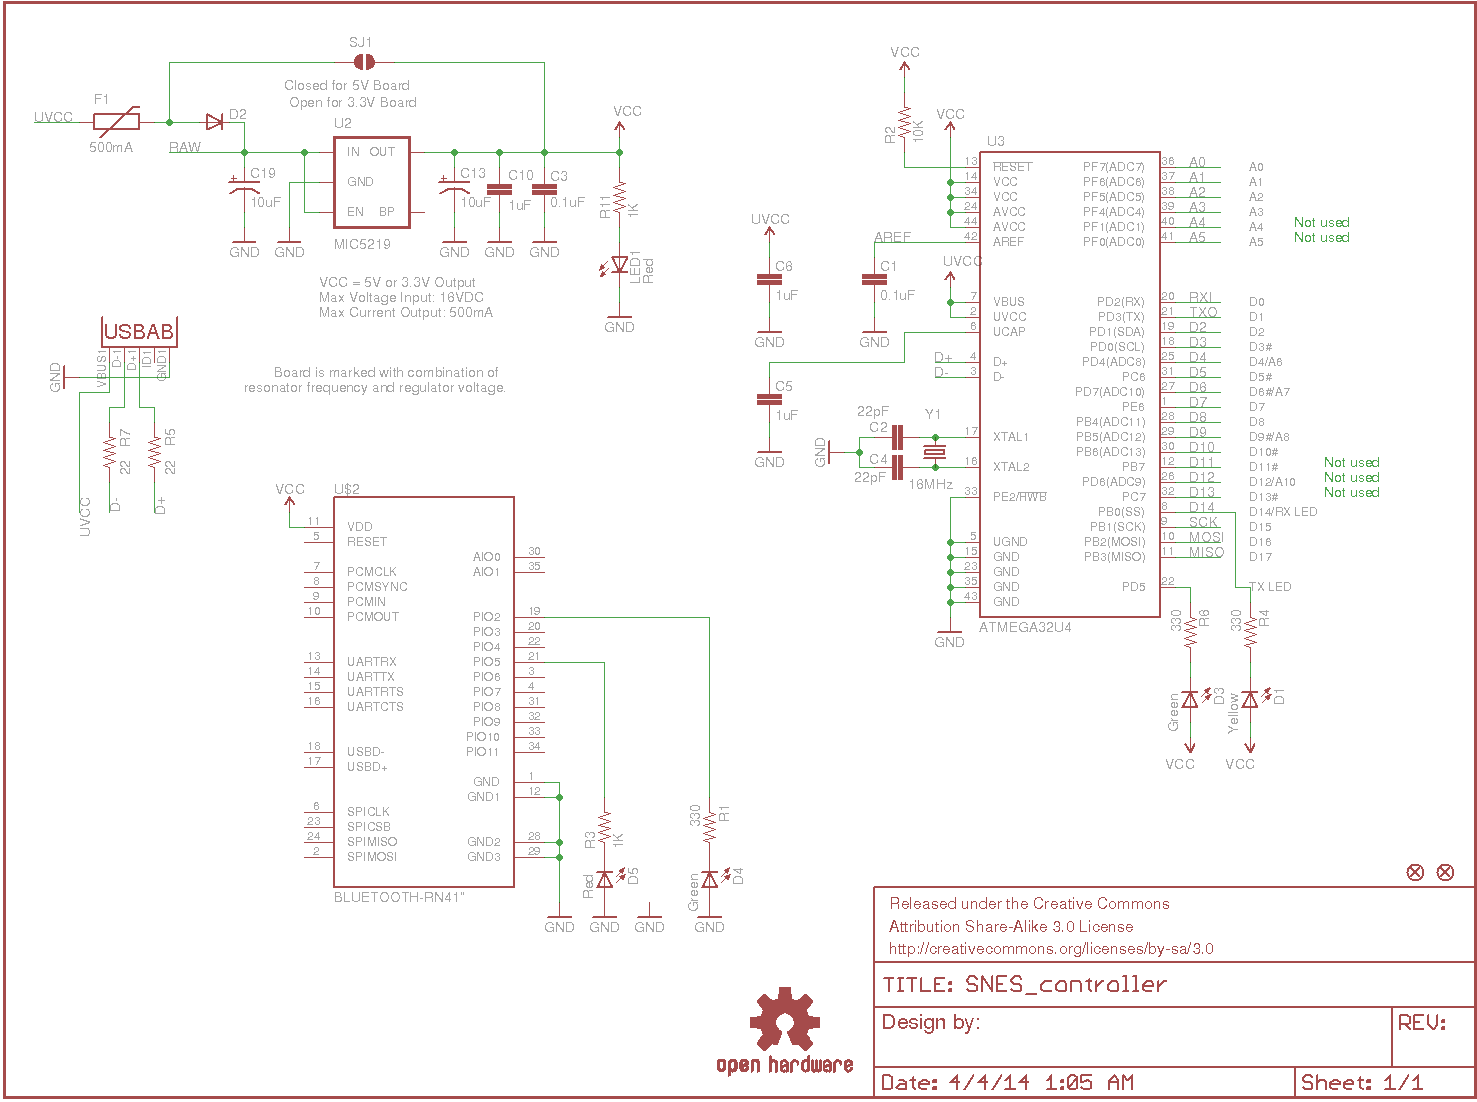 SJ1
Closed for 5V Board
Open for 3.3V Board
UVCC
F1
500mA
D2
RAW
U2
IN OUT
GND
EN BP
MIC5219
C19
10uF
C13
10uF
C10
1uF
C3
0.1uF
VCC
R11
1K
LED1
Red
GND
GND
GND
GND
GND
GND
VCC = 5V or 3.3V Output
Max Voltage Input: 16VDC
Max Current Output: 500mA
USBAB
VBUS1
D-1
D+1
ID1
GND1
GND
R7
22
R5
22
UVCC
D-
D+
Board is marked with combination of
resonator frequency and regulator voltage.
VCC
U$2
11 VDD
5 RESET
7 PCMCLK
8 PCMSYNC
9 PCMIN
10 PCMOUT
13 UARTRX
14 UARTTX
15 UARTRTS
16 UARTCTS
18 USBD-
17 USBD+
6 SPICLK
23 SPICSB
24 SPIMISO
2 SPIMOSI
AIO0 30
AIO1 35
PIO2 19
PIO3 20
PIO4 22
PIO5 21
PIO6 3
PIO7 4
PIO8 31
PIO9 32
PIO10 33
PIO11 34
GND 1
GND1 12
GND2 28
GND3 29
BLUETOOTH-RN41"
R3
1K
Red
D5
330
R1
Green
D4
GND
GND
GND
GND
VCC
R2
10K
VCC
U3
UVCC
C6
1uF
GND
AREF
C1
0.1uF
GND
UVCC
C5
1uF
GND
D+
D-
22pF
C2
Y1
GND
C4
22pF
16MHz
13 RESET
14 VCC
34 VCC
24 AVCC
44 AVCC
42 AREF
7 VBUS
2 UVCC
6 UCAP
4 D+
3 D-
17 XTAL1
16 XTAL2
33 PE2/HWB
5 UGND
15 GND
23 GND
35 GND
43 GND
GND
ATMEGA32U4
PF7(ADC7) 36 A0 A0
PF6(ADC6) 37 A1 A1
PF5(ADC5) 38 A2 A2
PF4(ADC4) 39 A3 A3
PF1(ADC1) 40 A4 A4 Not used
PF0(ADC0) 41 A5 A5 Not used
PD2(RX) 20 RXI D0
PD3(TX) 21 TXO D1
PD1(SDA) 19 D2 D2
PD0(SCL) 18 D3 D3#
PD4(ADC8) 25 D4 D4/A6
PC6 31 D5 D5#
PD7(ADC10) 27 D6 D6#/A7
PE6 1 D7 D7
PB4(ADC11) 28 D8 D8
PB5(ADC12) 29 D9 D9#/A8
PB6(ADC13) 30 D10 D10#
PB7 12 D11 D11# Not used
PD6(ADC9) 26 D12 D12/A10 Not used
PC7 32 D13 D13# Not used
PB0(SS) 8 D14 D14/RX LED
PB1(SCK) 9 SCK D15
PB2(MOSI) 10 MOSI D16
PB3(MISO) 11 MISO D17
PD5 22 TX LED
330
R6
330
R4
Green
D3
Yellow
D1
VCC
VCC
Released under the Creative Commons
Attribution Share-Alike 3.0 License
http://creativecommons.org/licenses/by-sa/3.0
TITLE: SNES_controller
Design by:
REV:
Date: 4/4/14 1:05 AM
Sheet: 1/1
open hardware